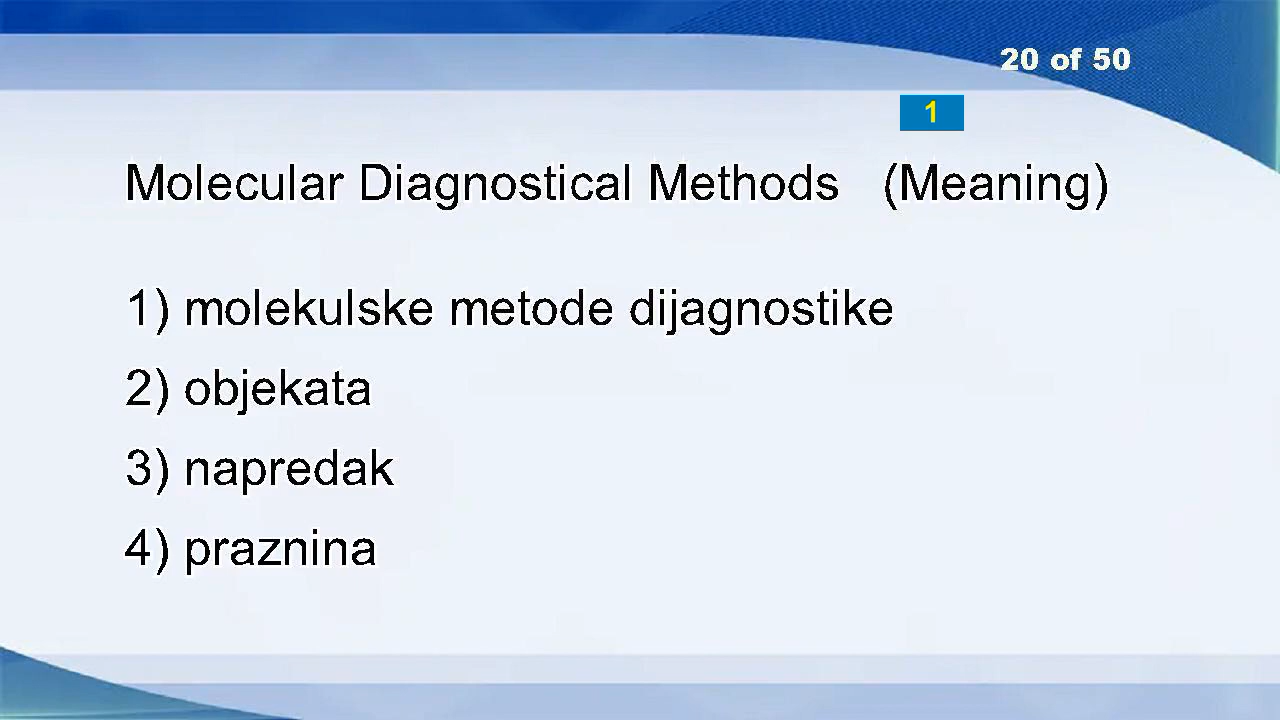 20 of 50
1
Molecular Diagnostical Methods (Meaning)
1) molekulske metode dijagnostike
2) objekata
3) napredak
4) praznina